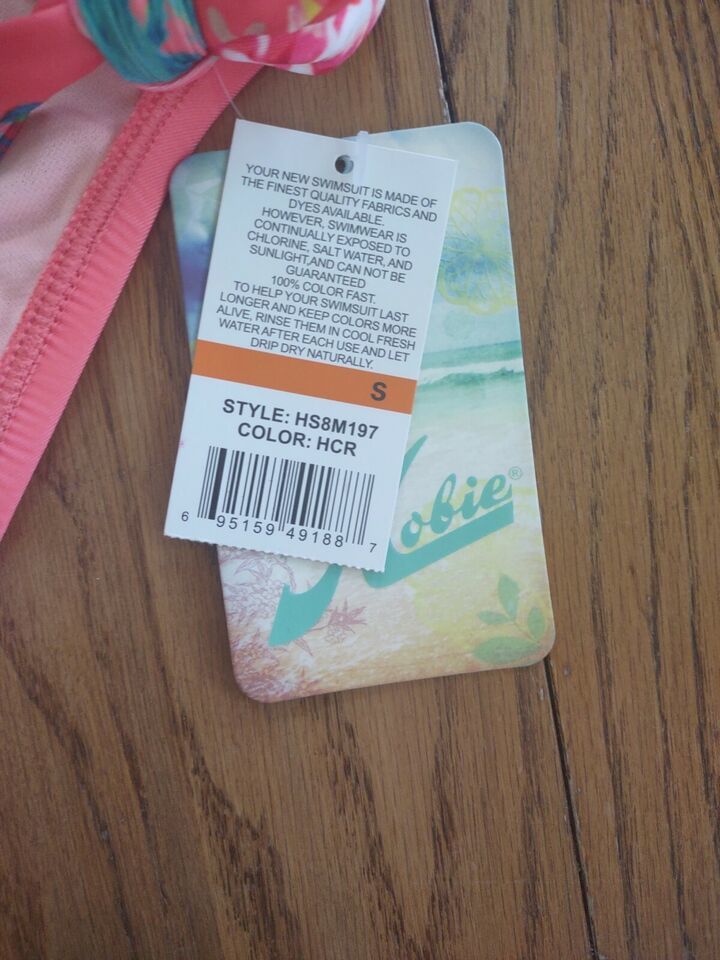 YOUR NEW SWIMSUIT IS MADE OF
THE FINEST QUALITY FABRICS AND
DYES AVAILABLE.
HOWEVER, SWIMWEAR IS
CONTINUALLY EXPOSED TO
CHLORINE, SALT WATER, AND
SUNLIGHT,AND CAN NOT BE
GUARANTEED
100% COLOR FAST.
TO HELP YOUR SWIMSUIT LAST
LONGER AND KEEP COLORS MORE
ALIVE, RINSE THEM IN COOL FRESH
WATER AFTER EACH USE AND LET
DRIP DRY NATURALLY.
S
STYLE: HS8M197
COLOR: HCR
6 95159 49188 7
Hobie®